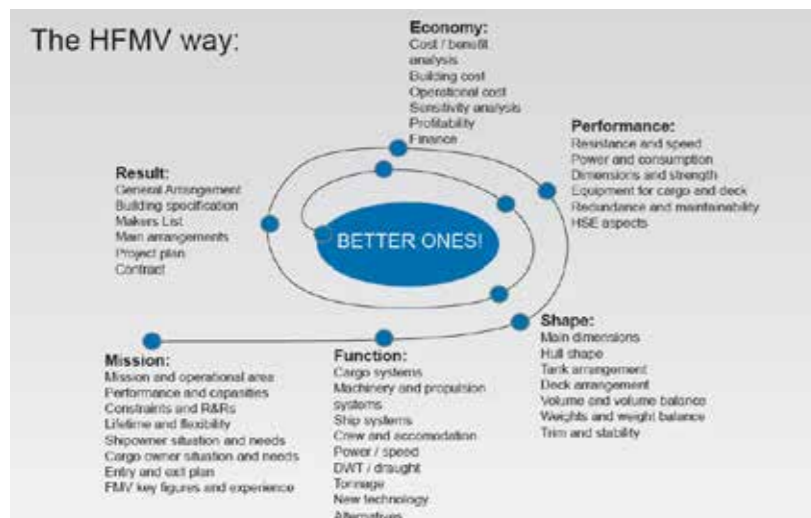 The HFMV way:
Economy:
Cost / benefit
analysis
Building cost
Operational cost
Sensitivity analysis
Profitability
Finance
Performance:
Resistance and speed
Power and consumption
Dimensions and strength
Equipment for cargo and deck
Redundance and maintainability
HSE aspects
Result:
General Arrangement
Building specification
Makers List
Main arrangements
Project plan
Contract
BETTER ONES!
Mission:
Mission and operational area
Performance and capasities
Constraints and R&Rs
Lifetime and flexibility
Shipowner situation and needs
Cargo owner situation and needs
Entry and exit plan
FMV key figures and experience
Function:
Cargo systems
Machinery and propulsion
systems
Ship systems
Crew and accomodation
Power / speed
DWT / draught
Tonnage
New technology
Alternatives
Shape:
Main dimensions
Hull shape
Tank arrangement
Deck arrangement
Volume and volume balance
Weights and weight balance
Trim and stability